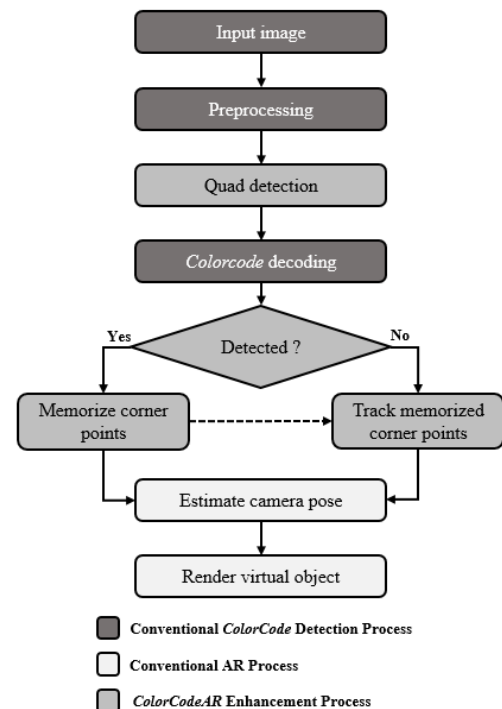 Input image
Preprocessing
Quad detection
Colorcode decoding
Detected ?
Yes
No
Memorize corner
points
Track memorized
corner points
Estimate camera pose
Render virtual object
Conventional ColorCode Detection Process
Conventional AR Process
ColorCodeAR Enhancement Process